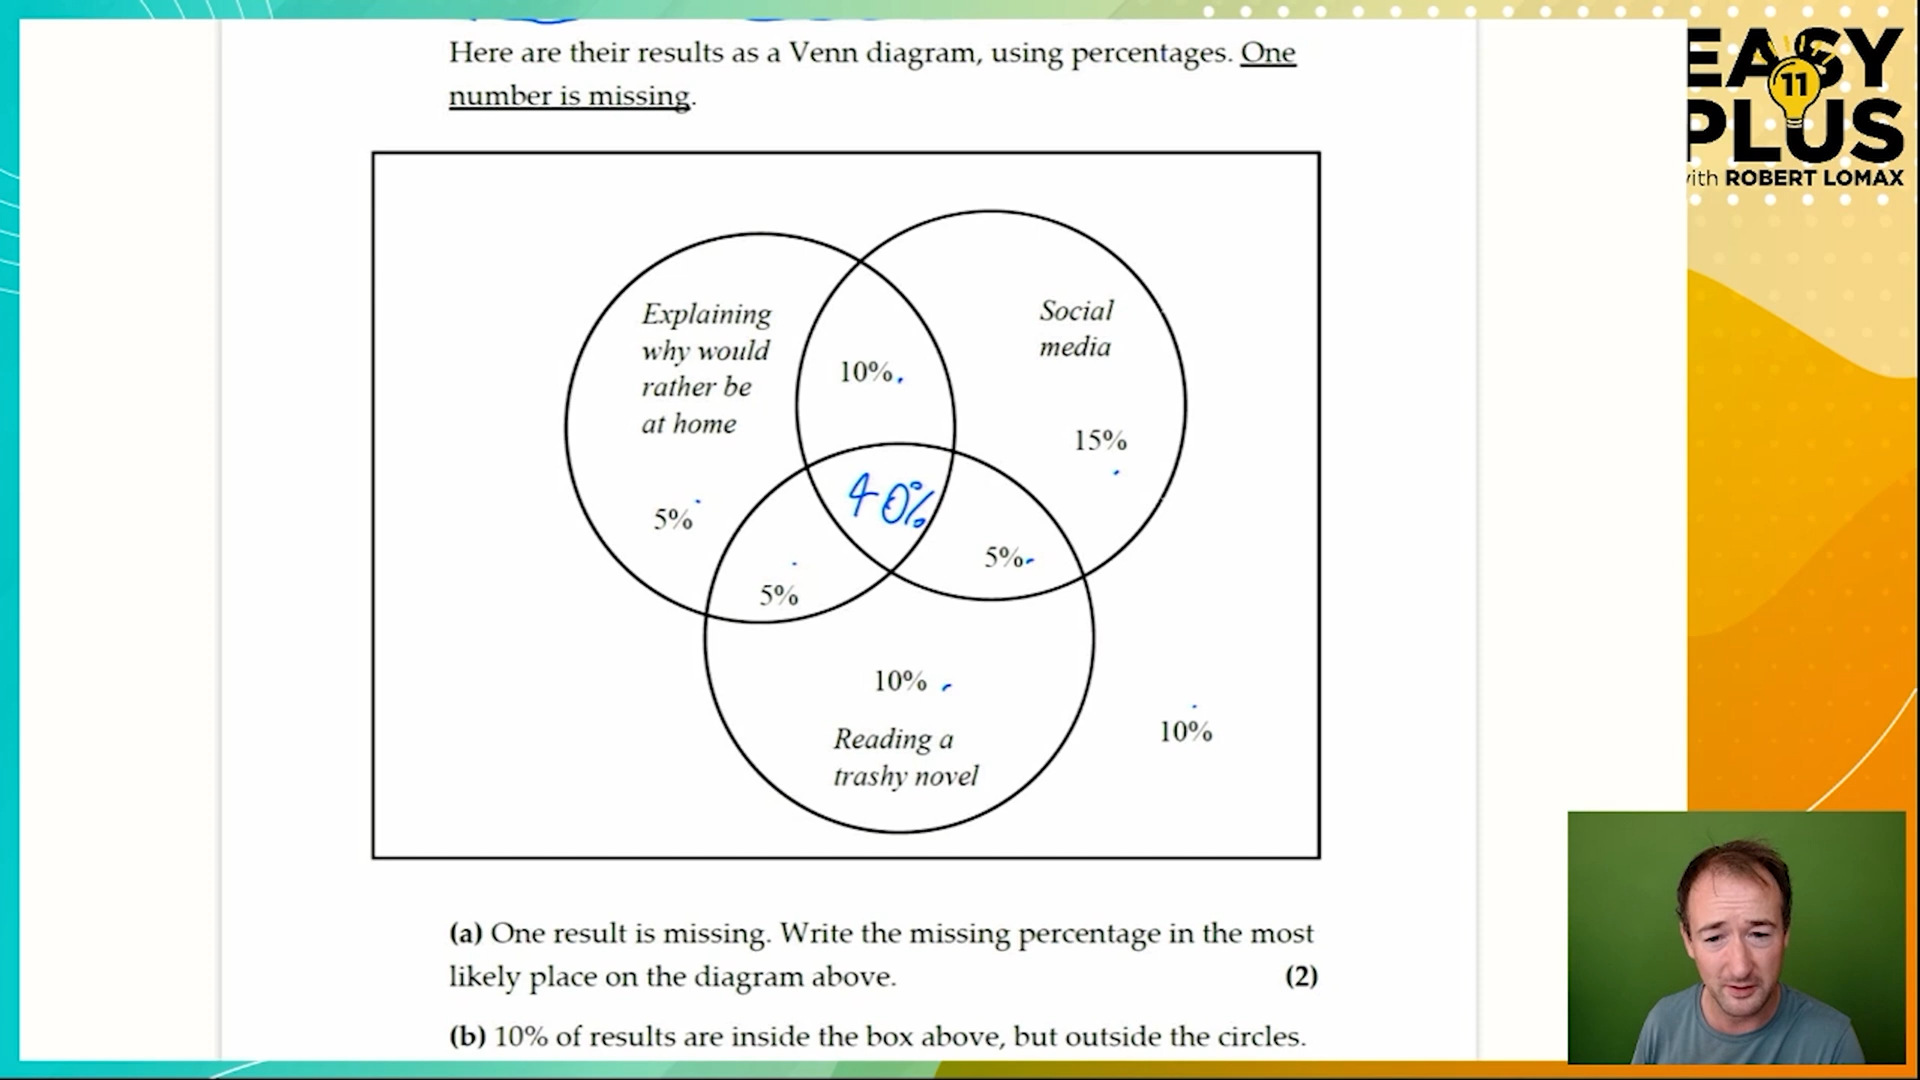 Here are their results as a Venn diagram, using percentages. One
number is missing.
EASY
11
PLUS
with ROBERT LOMAX
Explaining
why would
rather be
at home
Social
media
10%
15%
40%
5%
5%
5%
10%
Reading a
trashy novel
10%
(a) One result is missing. Write the missing percentage in the most
likely place on the diagram above. (2)
(b) 10% of results are inside the box above, but outside the circles.